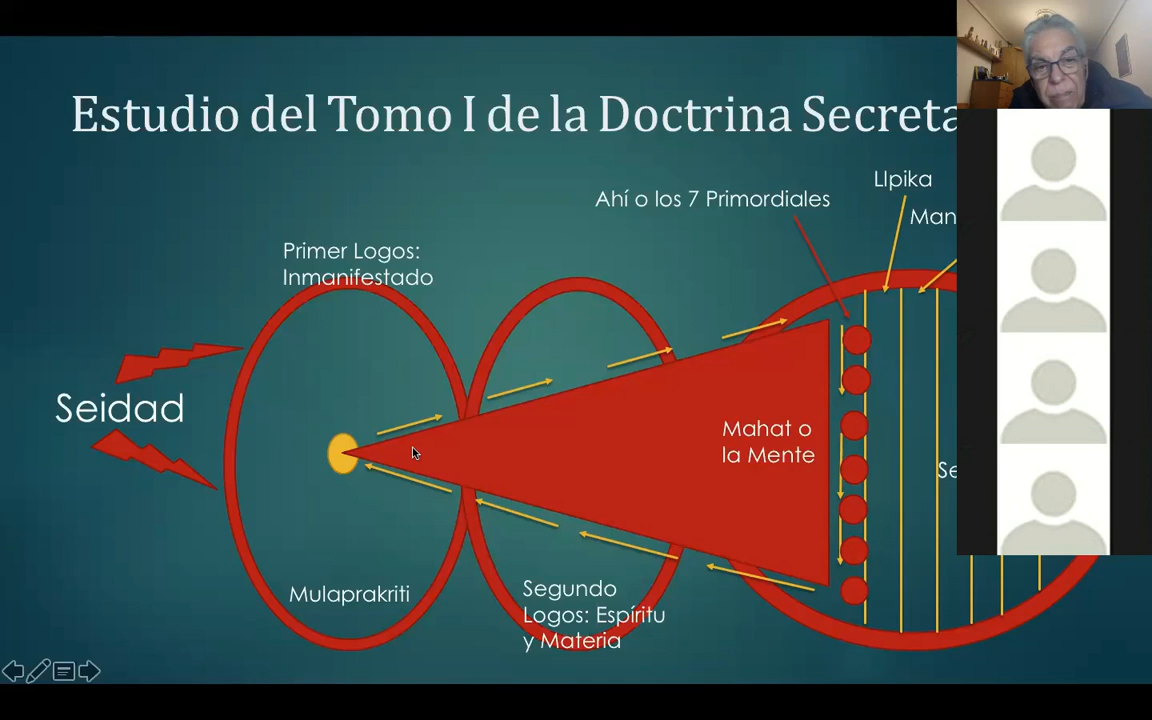 Estudio del Tomo I de la Doctrina Secreta
LIpika
Ahí o los 7 Primordiales
Primer Logos:
Inmanifestado
Seidad
Mahat o
la Mente
Mulaprakriti
Segundo
Logos: Espíritu
y Materia